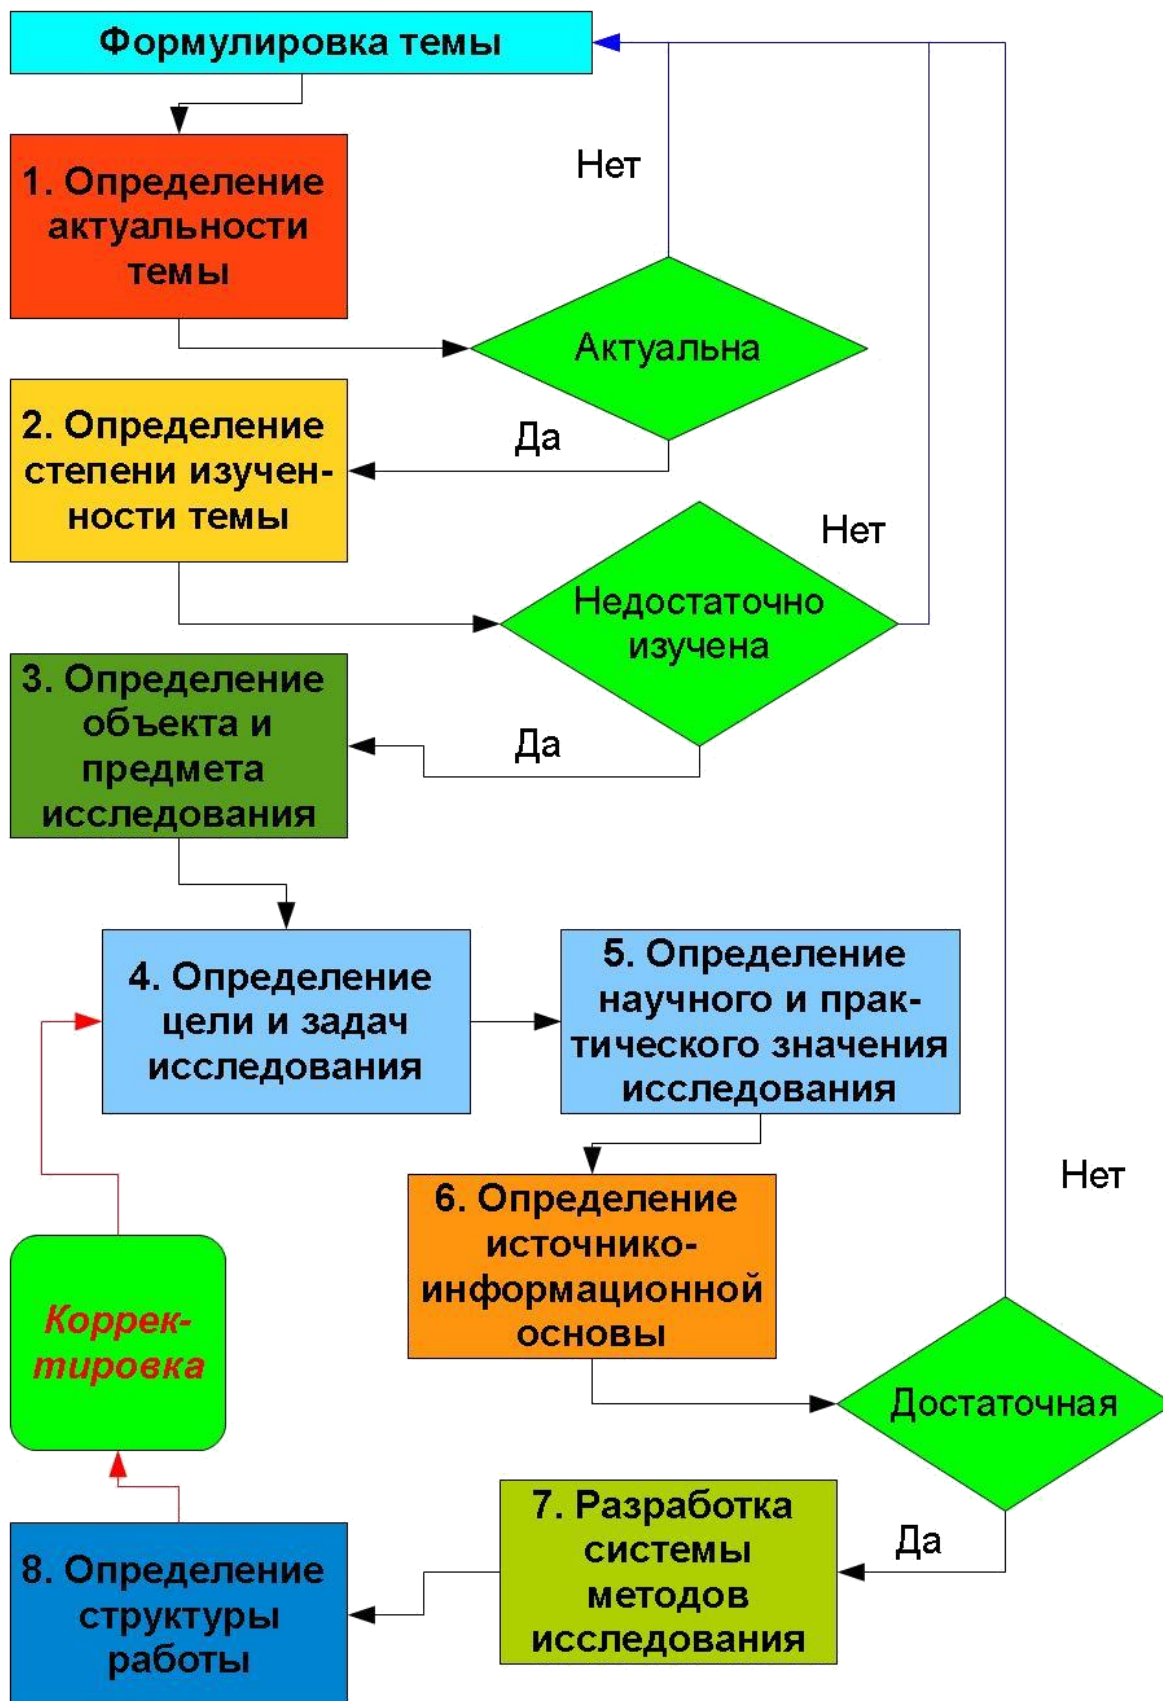 Формулировка темы
1. Определение
актуальности
темы
Нет
Актуальна
2. Определение
степени изучен-
ности темы
Да
Нет
Недостаточно
изучена
3. Определение
объекта и
предмета
исследования
Да
4. Определение
цели и задач
исследования
5. Определение
научного и прак-
тического значения
исследования
6. Определение
источнико-
информационной
основы
Нет
Коррек-
тировка
Достаточная
7. Разработка
системы
методов
исследования
Да
8. Определение
структуры
работы